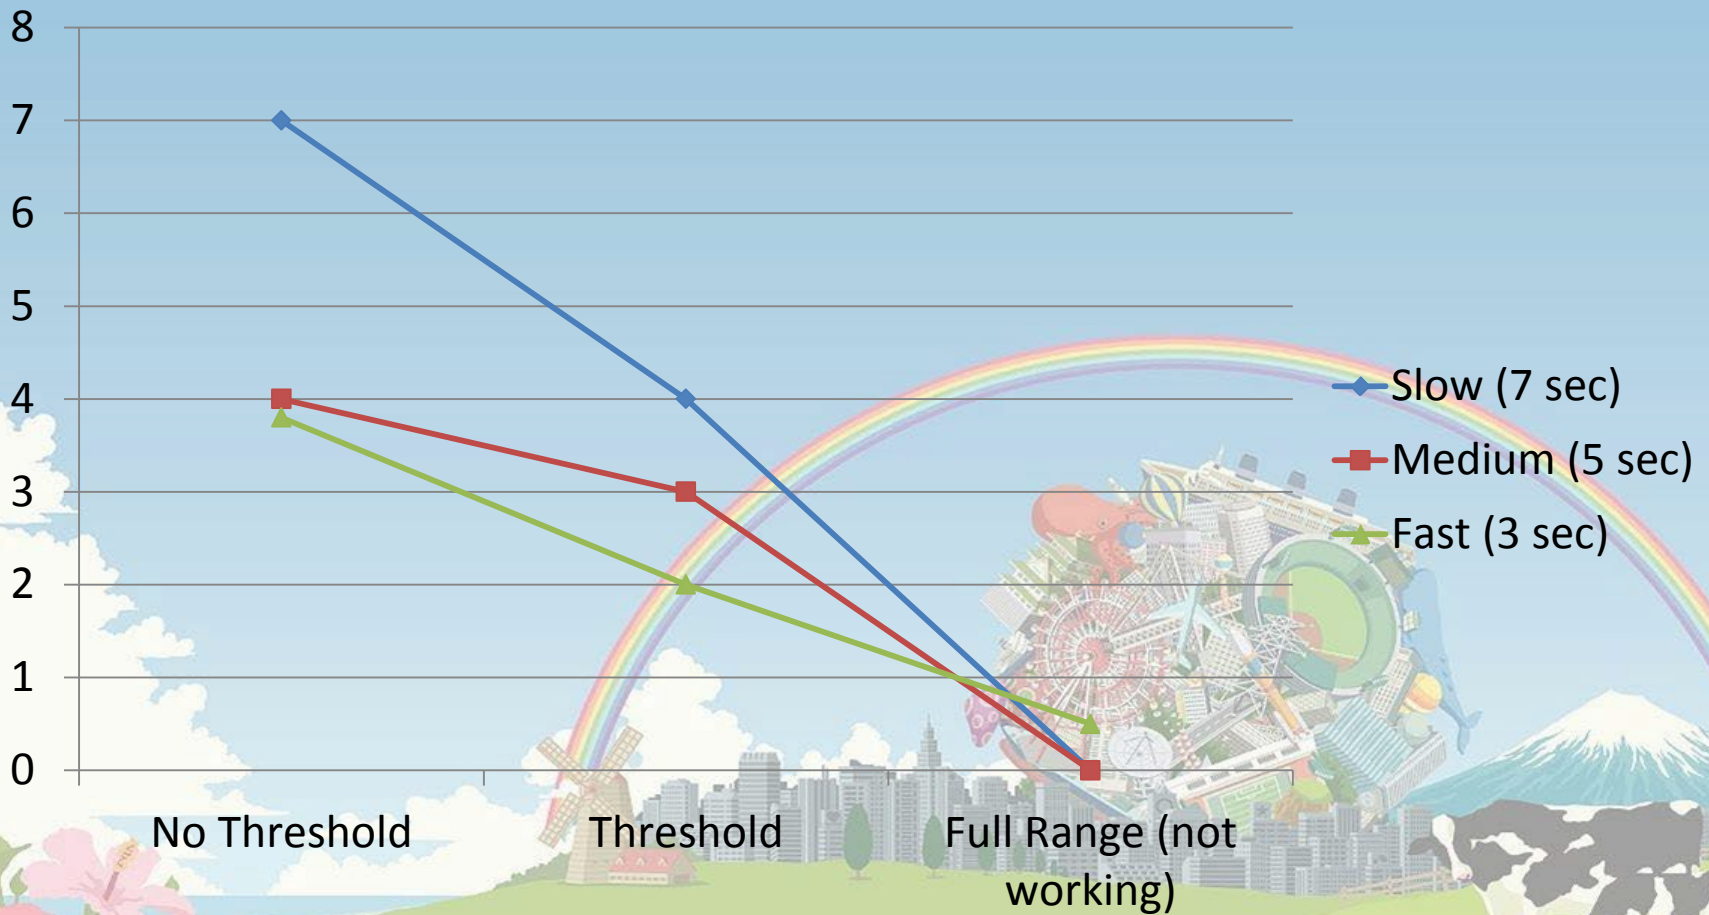 8
7
6
5
4
3
2
1
0
No Threshold
Threshold
Full Range (not
working)
Slow (7 sec)
Medium (5 sec)
Fast (3 sec)